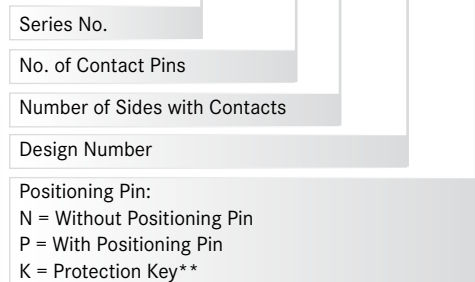 Series No.
No. of Contact Pins
Number of Sides with Contacts
Design Number
Positioning Pin:
N = Without Positioning Pin
P = With Positioning Pin
K = Protection Key**